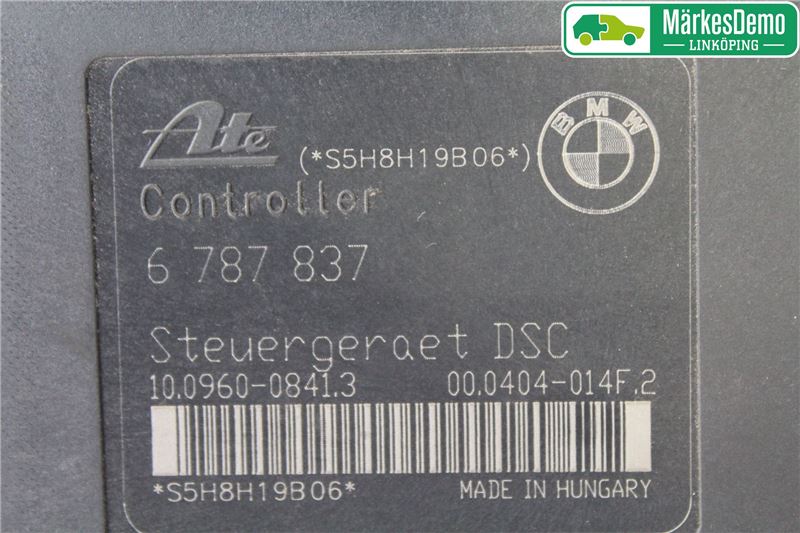 MärkesDemo
LINKÖPING
Ate
(*S5H8H19B06*)
BMW
Controller
6 787 837
Steuergeraet DSC
10.0960-0841.3 00.0404-014F.2
*S5H8H19B06* MADE IN HUNGARY